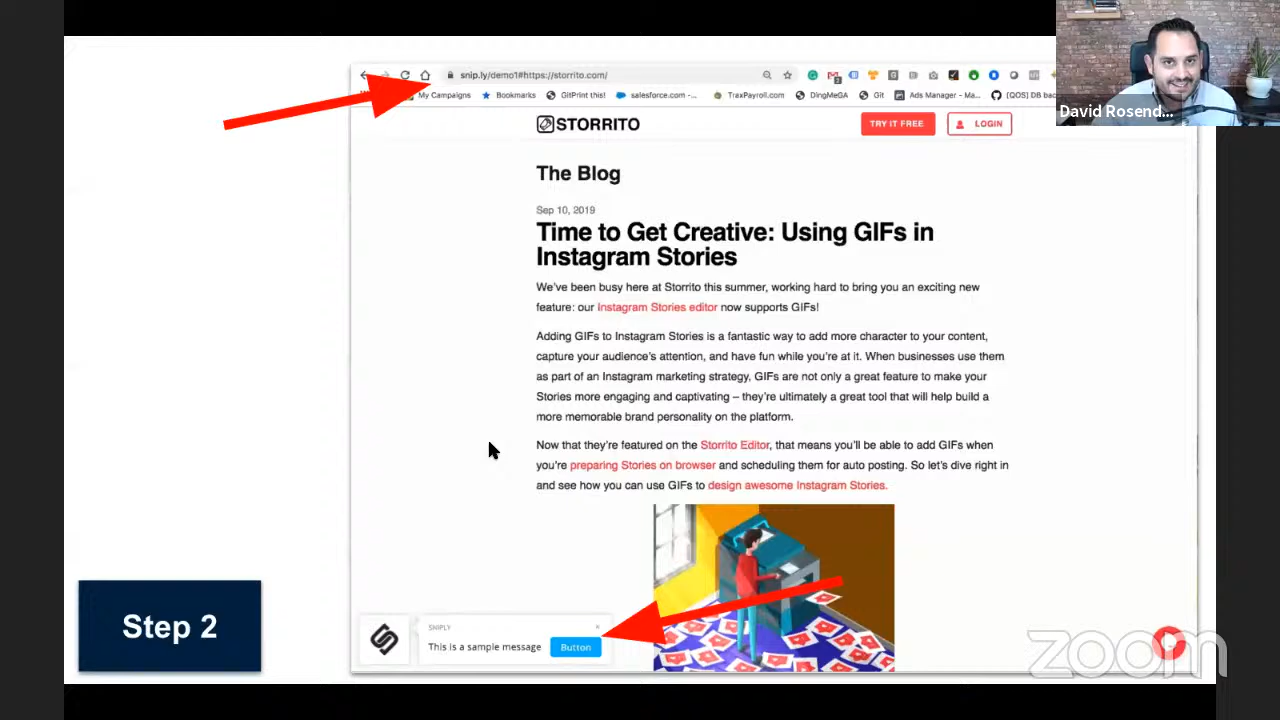 snip.ly/demo1#https://storrito.com/
My Campaigns Bookmarks GitPrint this! salesforce.com -... TraxPayroll.com DingMeGA Git Ads Manager - Ma... [QOS] DB bac
David Rosend...
STORRITO
TRY IT FREE
LOGIN
The Blog
Sep 10, 2019
Time to Get Creative: Using GIFs in
Instagram Stories
We've been busy here at Storrito this summer, working hard to bring you an exciting new
feature: our Instagram Stories editor now supports GIFs!
Adding GIFs to Instagram Stories is a fantastic way to add more character to your content,
capture your audience's attention, and have fun while you're at it. When businesses use them
as part of an Instagram marketing strategy, GIFs are not only a great feature to make your
Stories more engaging and captivating – they're ultimately a great tool that will help build a
more memorable brand personality on the platform.
Now that they're featured on the Storrito Editor, that means you'll be able to add GIFs when
you're preparing Stories on browser and scheduling them for auto posting. So let's dive right in
and see how you can use GIFs to design awesome Instagram Stories.
Step 2
SNIPLY
This is a sample message
Button
zoom